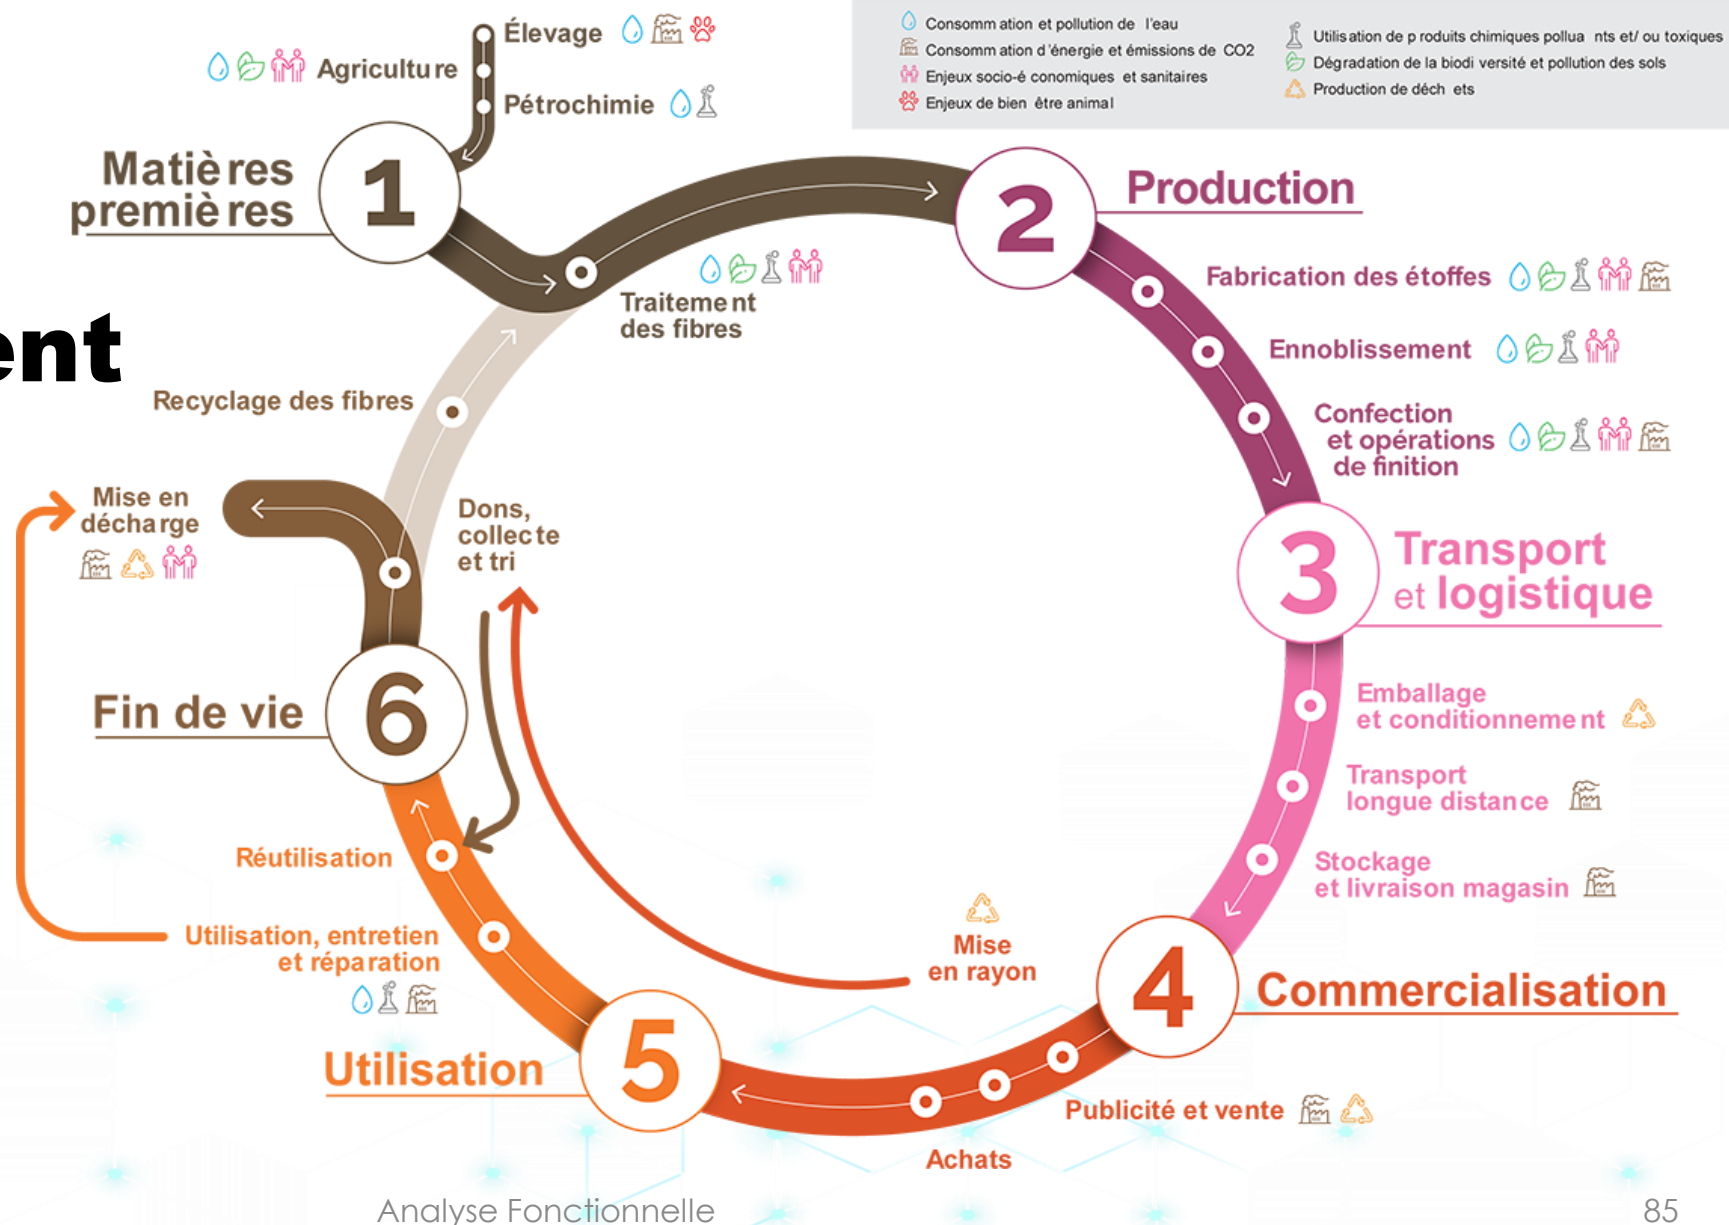 Consommation et pollution de l'eau
Consommation d'énergie et émissions de CO2
Enjeux socio-économiques et sanitaires
Enjeux de bien être animal
Utilisation de produits chimiques polluants et/ou toxiques
Dégradation de la biodiversité et pollution des sols
Production de déchets
Élevage
Agriculture
Pétrochimie
Matières
premières
1
Traitement
des fibres
2
Production
Fabrication des étoffes
Ennoblissement
Confection
et opérations
de finition
ent
Recyclage des fibres
Mise en
décharge
Dons,
collecte
et tri
3
Transport
et logistique
Emballage
et conditionnement
Transport
longue distance
Stockage
et livraison magasin
Fin de vie
6
Réutilisation
Utilisation, entretien
et réparation
Mise
en rayon
4
Commercialisation
Utilisation
5
Publicité et vente
Achats
Analyse Fonctionnelle
85